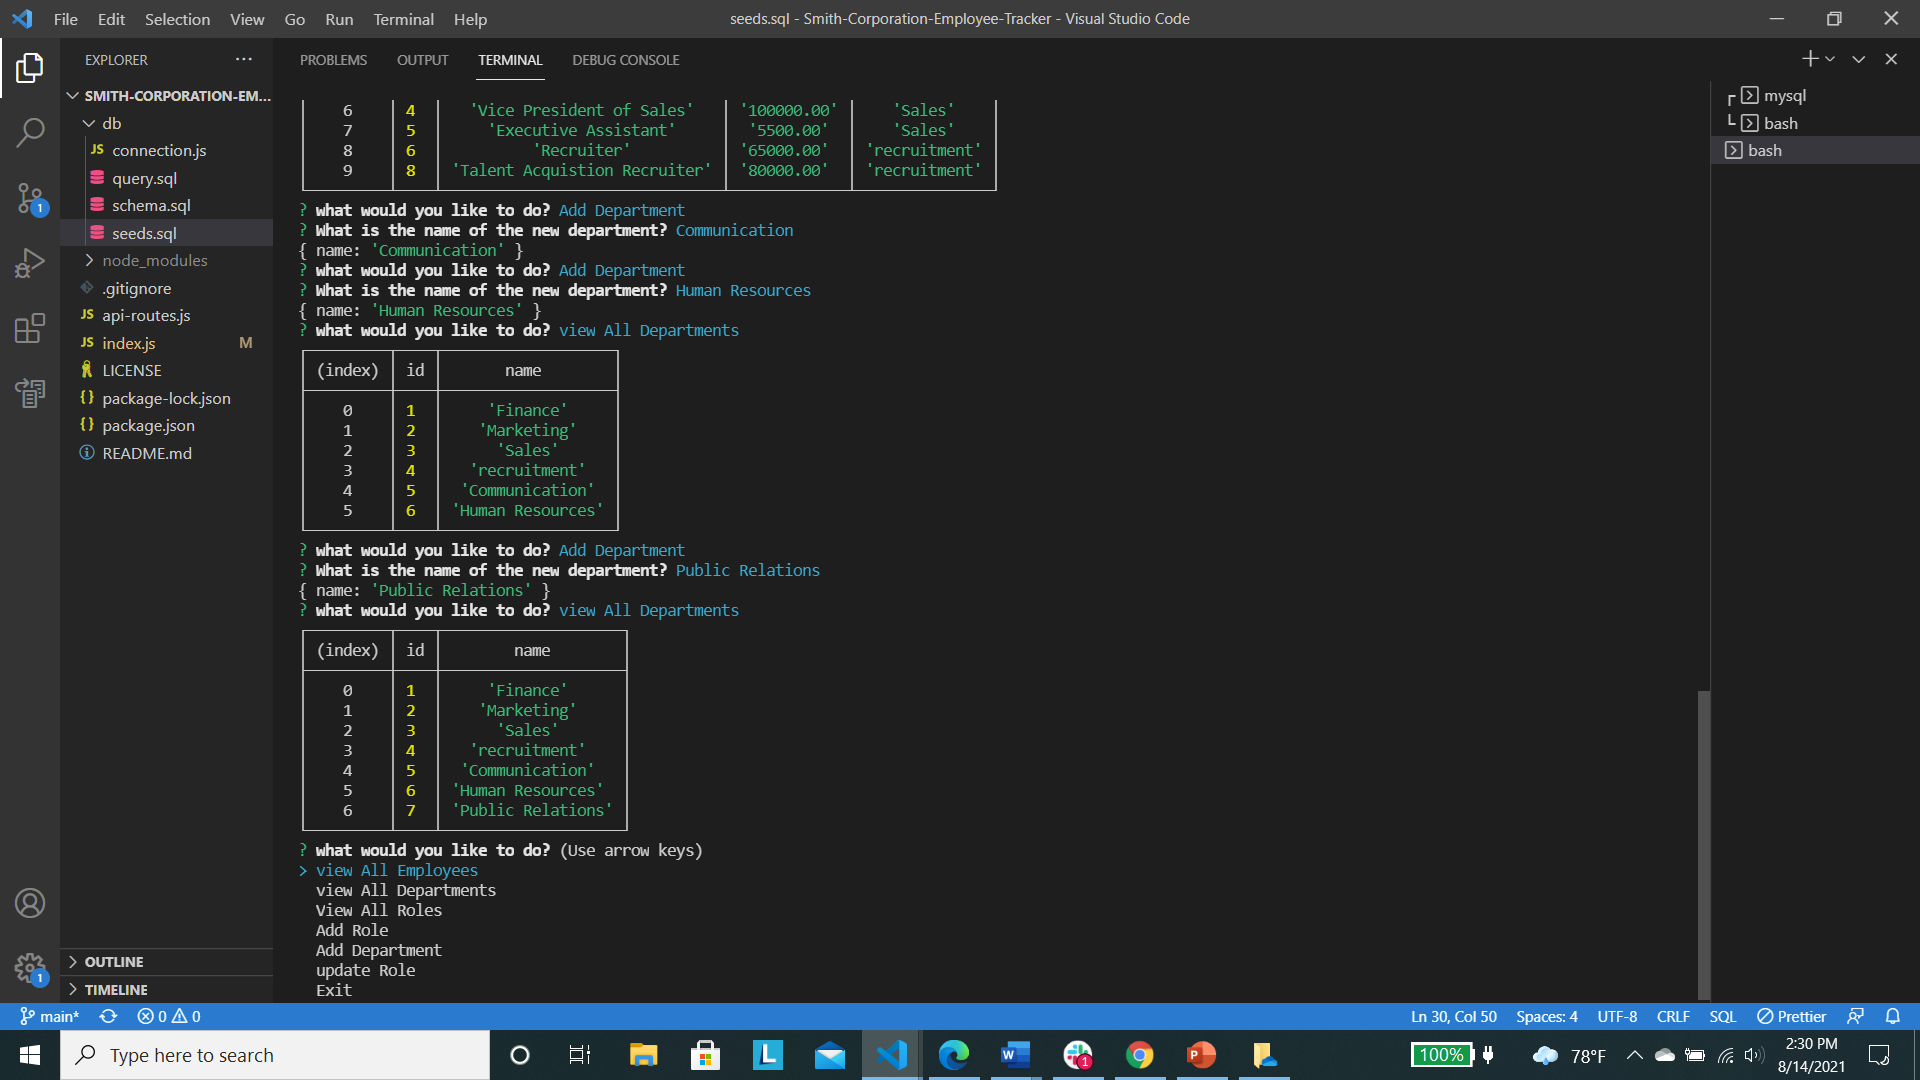 File Edit Selection View Go Run Terminal Help
seeds.sql - Smith-Corporation-Employee-Tracker - Visual Studio Code
EXPLORER
SMITH-CORPORATION-EM...
db
JS connection.js
query.sql
schema.sql
seeds.sql
node_modules
.gitignore
JS api-routes.js
JS index.js M
LICENSE
{} package-lock.json
{} package.json
README.md
OUTLINE
TIMELINE
1
1
PROBLEMS OUTPUT TERMINAL DEBUG CONSOLE
6 4 'Vice President of Sales' '100000.00' 'Sales'
7 5 'Executive Assistant' '5500.00' 'Sales'
8 6 'Recruiter' '65000.00' 'recruitment'
9 8 'Talent Acquistion Recruiter' '80000.00' 'recruitment'
? what would you like to do? Add Department
? What is the name of the new department? Communication
{ name: 'Communication' }
? what would you like to do? Add Department
? What is the name of the new department? Human Resources
{ name: 'Human Resources' }
? what would you like to do? view All Departments
(index) id name
0 1 'Finance'
1 2 'Marketing'
2 3 'Sales'
3 4 'recruitment'
4 5 'Communication'
5 6 'Human Resources'
? what would you like to do? Add Department
? What is the name of the new department? Public Relations
{ name: 'Public Relations' }
? what would you like to do? view All Departments
(index) id name
0 1 'Finance'
1 2 'Marketing'
2 3 'Sales'
3 4 'recruitment'
4 5 'Communication'
5 6 'Human Resources'
6 7 'Public Relations'
? what would you like to do? (Use arrow keys)
> view All Employees
view All Departments
View All Roles
Add Role
Add Department
update Role
Exit
mysql
bash
bash
main* 0 0
Ln 30, Col 50 Spaces: 4 UTF-8 CRLF SQL Prettier
Type here to search
L
W
1
P
100%
78°F
2:30 PM
8/14/2021